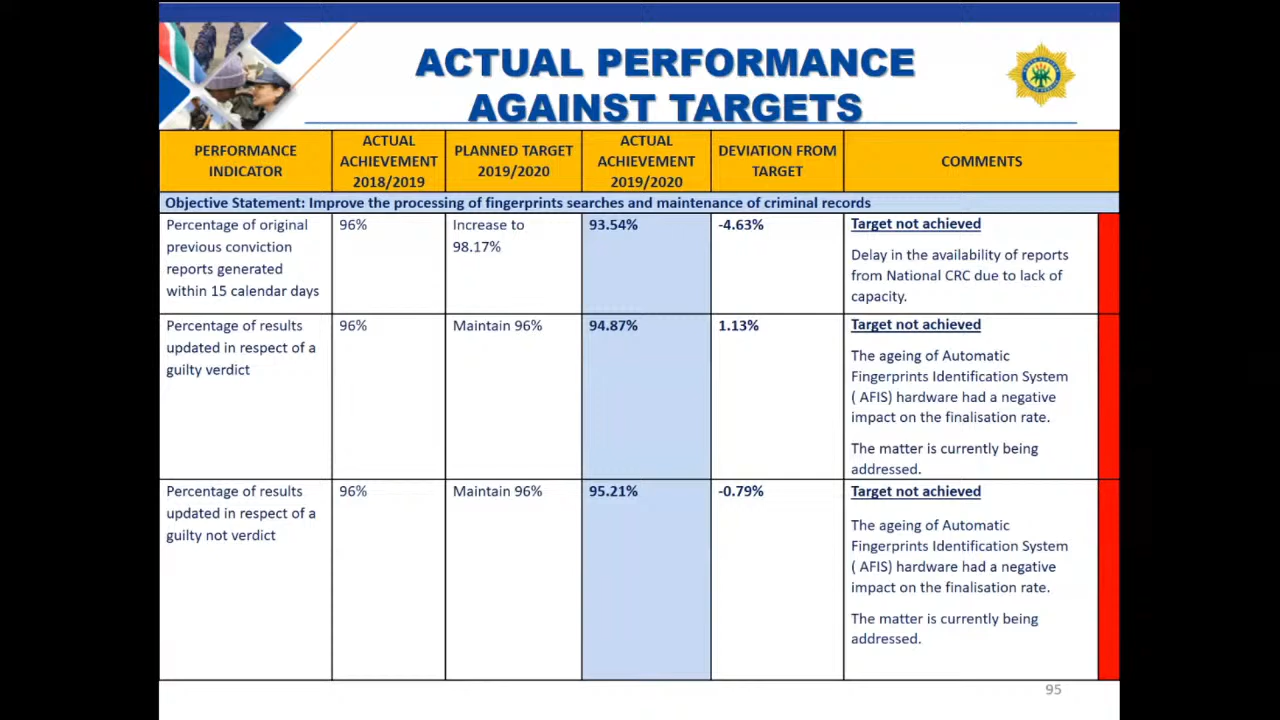 ACTUAL PERFORMANCE
AGAINST TARGETS
PERFORMANCE
INDICATOR
ACTUAL
ACHIEVEMENT
2018/2019
PLANNED TARGET
2019/2020
ACTUAL
ACHIEVEMENT
2019/2020
DEVIATION FROM
TARGET
COMMENTS
Objective Statement: Improve the processing of fingerprints searches and maintenance of criminal records
Percentage of original
previous conviction
reports generated
within 15 calendar days
96%
Increase to
98.17%
93.54%
-4.63%
Target not achieved
Delay in the availability of reports
from National CRC due to lack of
capacity.
Percentage of results
updated in respect of a
guilty verdict
96%
Maintain 96%
94.87%
1.13%
Target not achieved
The ageing of Automatic
Fingerprints Identification System
( AFIS) hardware had a negative
impact on the finalisation rate.
The matter is currently being
addressed.
Percentage of results
updated in respect of a
guilty not verdict
96%
Maintain 96%
95.21%
-0.79%
Target not achieved
The ageing of Automatic
Fingerprints Identification System
( AFIS) hardware had a negative
impact on the finalisation rate.
The matter is currently being
addressed.
95